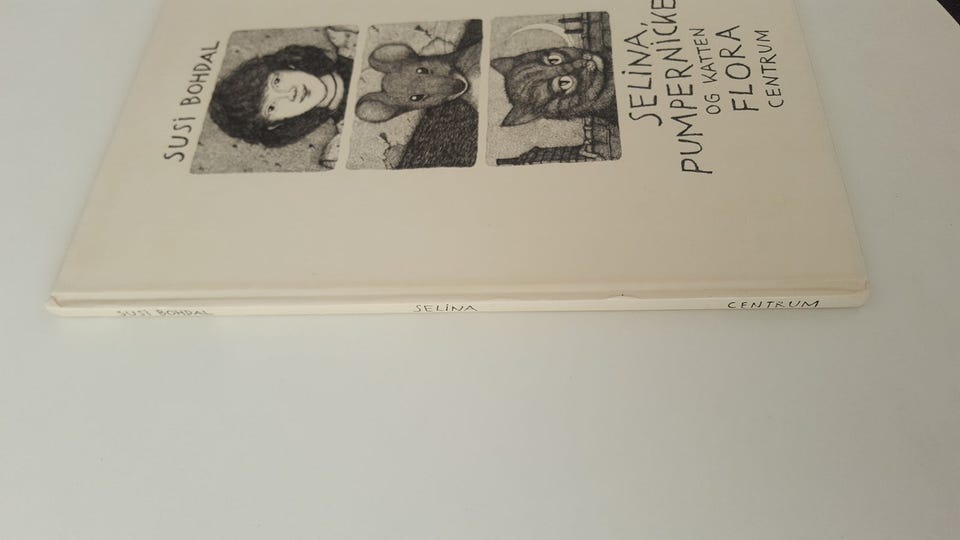 SUSi BOHDAL
SELiNA,
PUMPERNiCKE
OG KATTEN
FLORA
CENTRUM
SUSi BOHDAL
SELiNA
CENTRUM